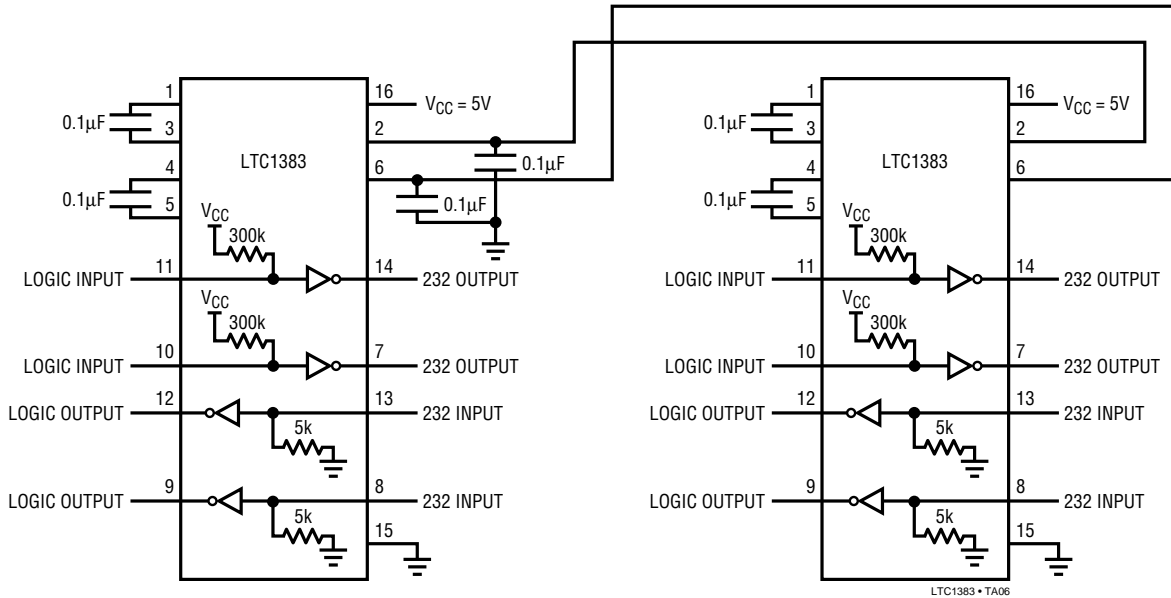 1
16
VCC = 5V
0.1µF
3
2
LTC1383
4
6
0.1µF
0.1µF
5
0.1µF
VCC
300k
LOGIC INPUT
11
14
232 OUTPUT
VCC
300k
LOGIC INPUT
10
7
232 OUTPUT
LOGIC OUTPUT
12
13
232 INPUT
5k
LOGIC OUTPUT
9
8
232 INPUT
5k
15
1
16
VCC = 5V
0.1µF
3
2
LTC1383
4
6
0.1µF
5
VCC
300k
LOGIC INPUT
11
14
232 OUTPUT
VCC
300k
LOGIC INPUT
10
7
232 OUTPUT
LOGIC OUTPUT
12
13
232 INPUT
5k
LOGIC OUTPUT
9
8
232 INPUT
5k
15
LTC1383 • TA06